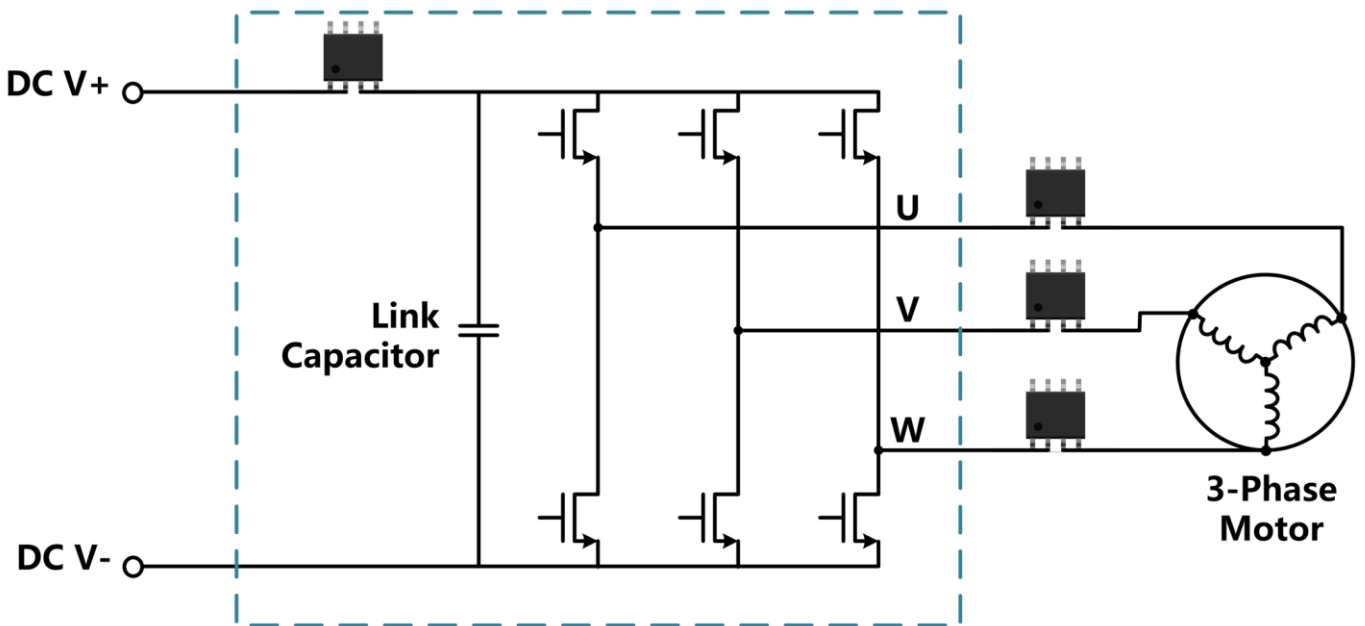 DC V+
U
Link
Capacitor
V
W
3-Phase
Motor
DC V-